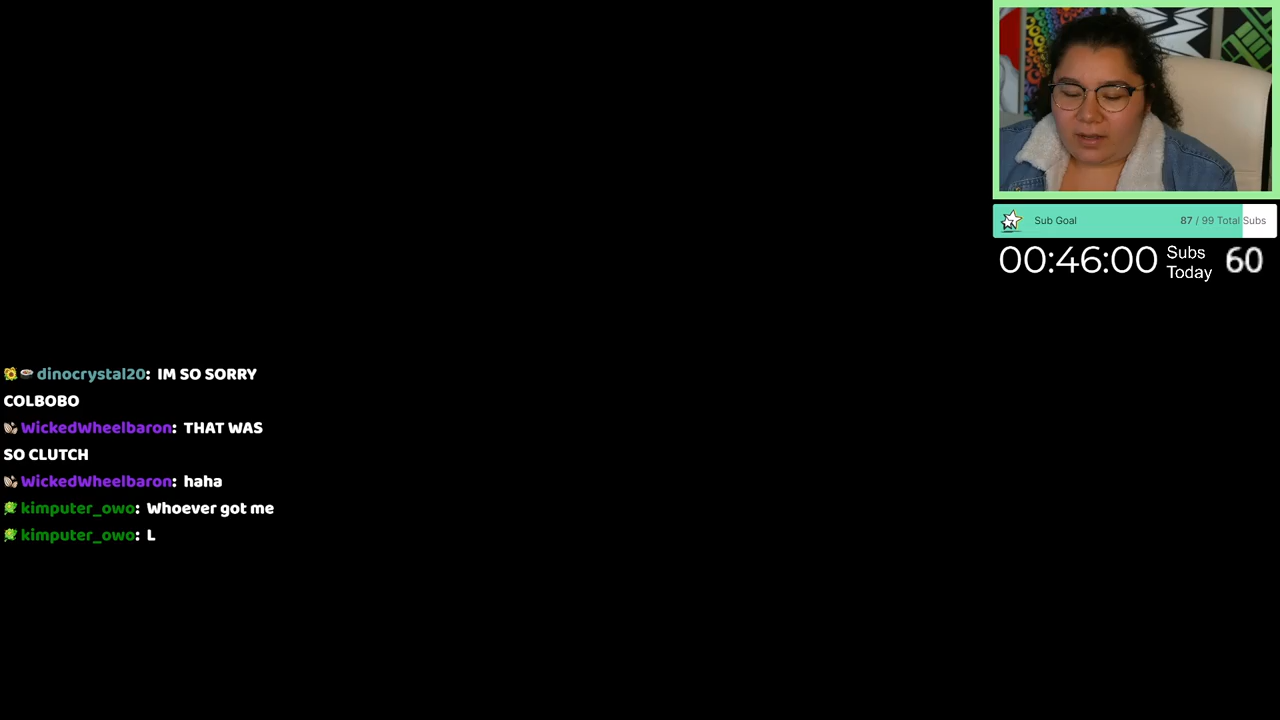 Sub Goal 87 / 99 Total Subs
00:46:00 Subs Today 60
dinocrystal20: IM SO SORRY
COLBOBO
WickedWheelbaron: THAT WAS
SO CLUTCH
WickedWheelbaron: haha
kimputer_owo: Whoever got me
kimputer_owo: L